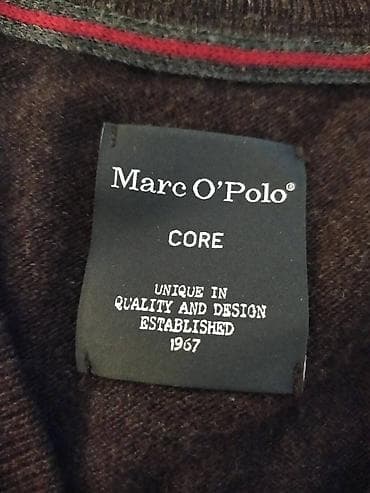 Marc O'Polo®
CORE
UNIQUE IN
QUALITY AND DESIGN
ESTABLISHED
1967